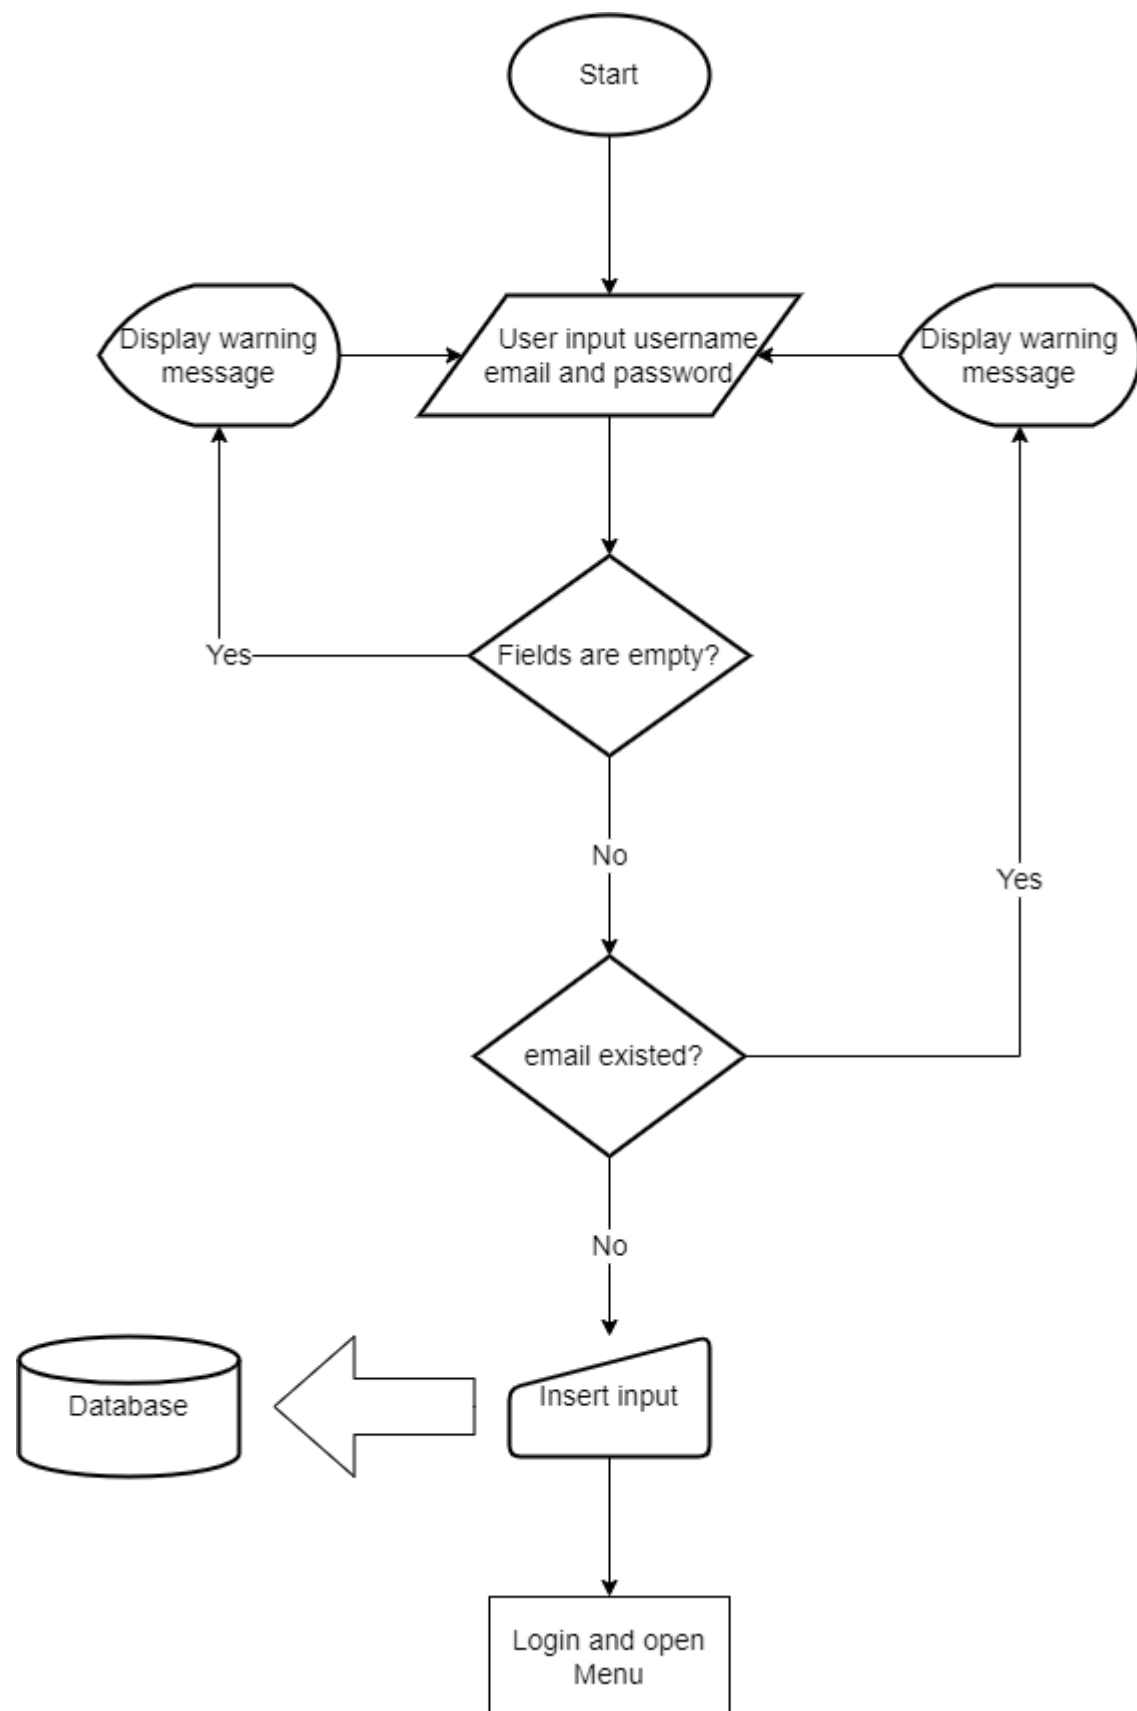 Start
Display warning
message
User input username
email and password
Display warning
message
Fields are empty?
Yes
No
Yes
email existed?
No
Database
Insert input
Login and open
Menu